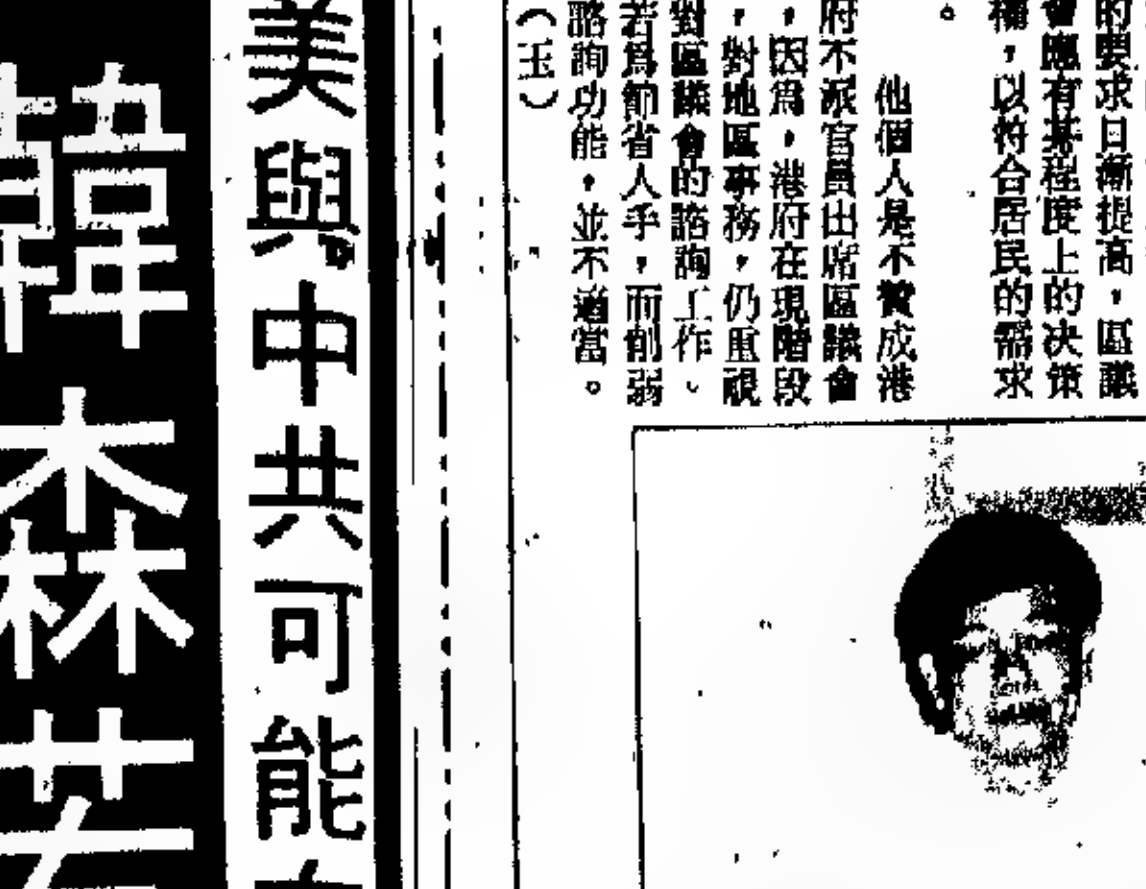 的要求日漸提高，區議
會應有某程度上的决策
權，以符合居民的需求
。
他個人是不贊成港
府不派官員出席區議會
，因爲，港府在現階段
，對地區事務，仍重視
對區議會的諮詢工作。
若爲節省人手，而削弱
諮詢功能，並不適當。
（玉）
美與中共可能
韓森